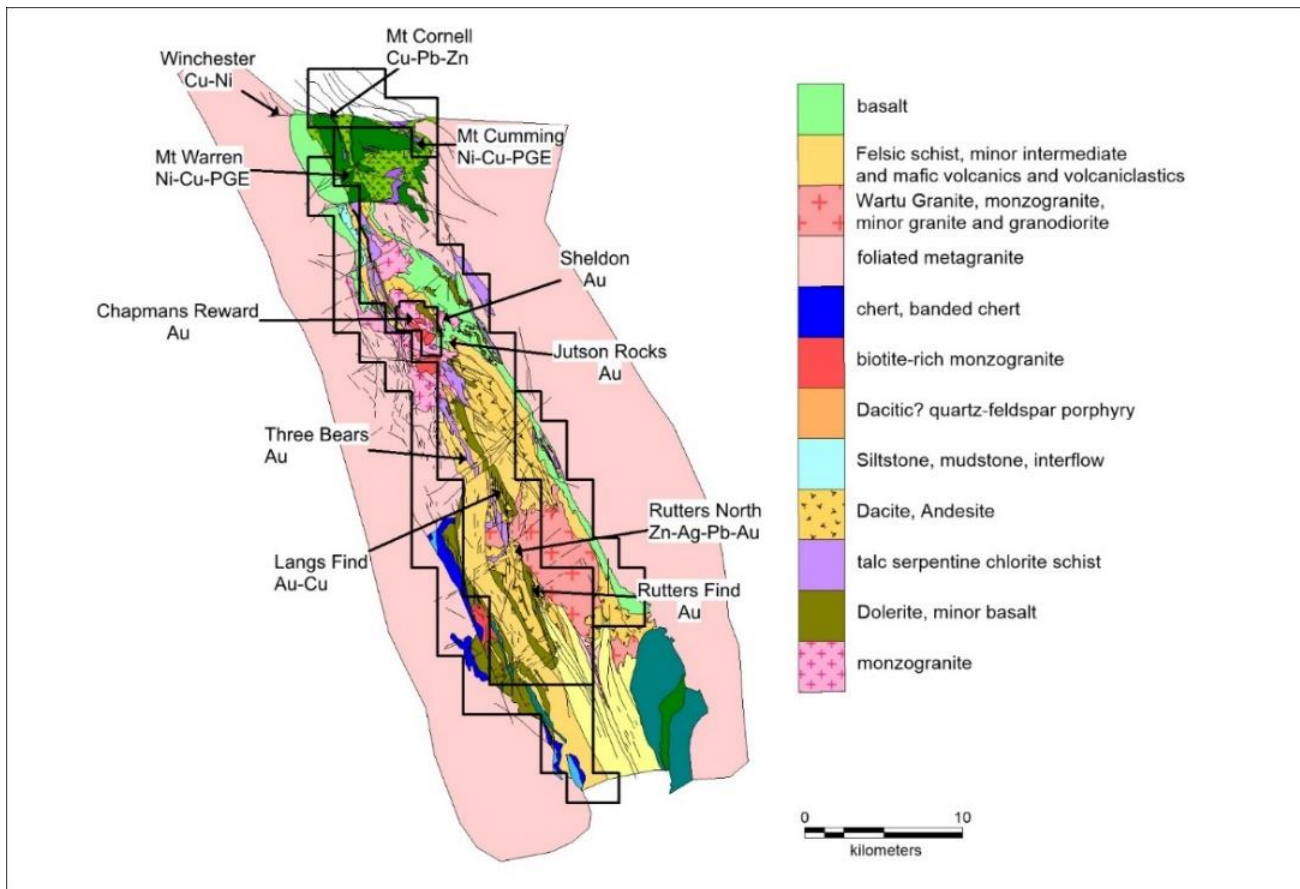 Mt Cornell
Cu-Pb-Zn
Winchester
Cu-Ni
Mt Cumming
Ni-Cu-PGE
Mt Warren
Ni-Cu-PGE
Sheldon
Au
Chapmans Reward
Au
Jutson Rocks
Au
Three Bears
Au
Rutters North
Zn-Ag-Pb-Au
Langs Find
Au-Cu
Rutters Find
Au
basalt
Felsic schist, minor intermediate
and mafic volcanics and volcaniclastics
Wartu Granite, monzogranite,
minor granite and granodiorite
foliated metagranite
chert, banded chert
biotite-rich monzogranite
Dacitic? quartz-feldspar porphyry
Siltstone, mudstone, interflow
Dacite, Andesite
talc serpentine chlorite schist
Dolerite, minor basalt
monzogranite
0 10
kilometers